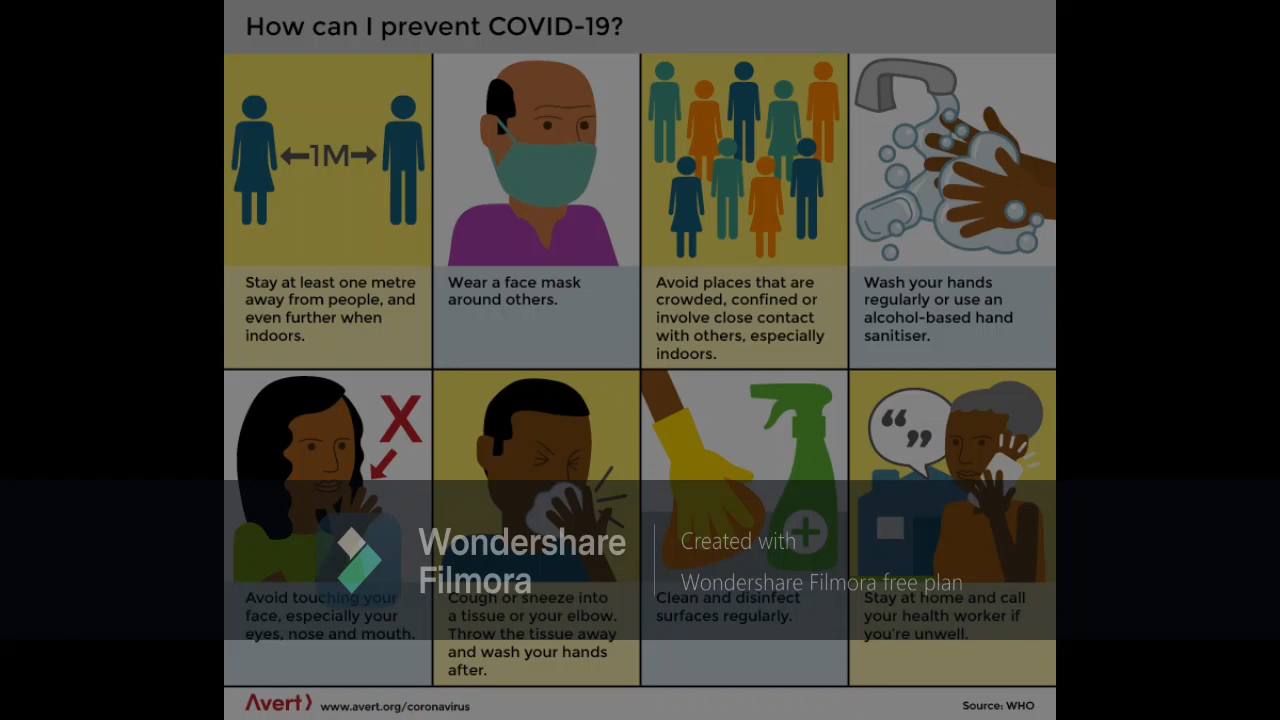 How can I prevent COVID-19?
1M
Stay at least one metre
away from people, and
even further when
indoors.
Wear a face mask
around others.
Avoid places that are
crowded, confined or
involve close contact
with others, especially
indoors.
Wash your hands
regularly or use an
alcohol-based hand
sanitiser.
X
Avoid touching your
face, especially your
eyes, nose and mouth.
Cough or sneeze into
a tissue or your elbow.
Throw the tissue away
and wash your hands
after.
Clean and disinfect
surfaces regularly.
Stay at home and call
your health worker if
you're unwell.
Wondershare
Filmora
Created with
Wondershare Filmora free plan
Avert
www.avert.org/coronavirus
Source: WHO